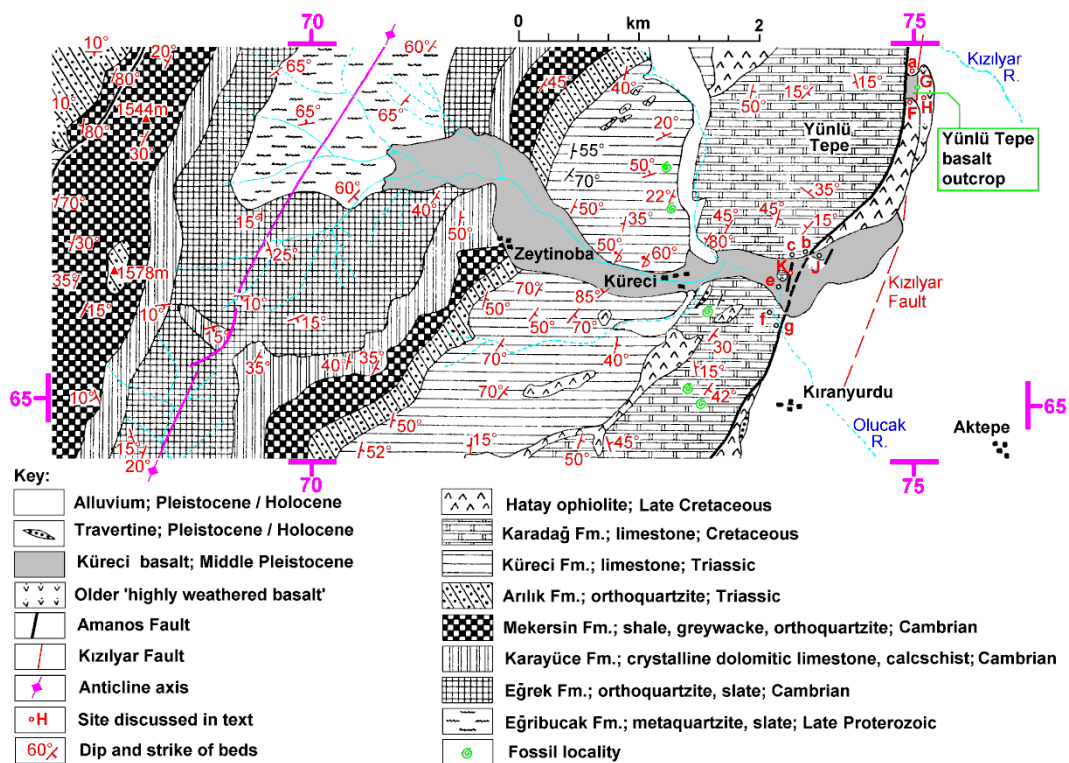 70
0 km 2
75
Kızılyar
R.
10°
20°
60°
80°
65°
45°
40°
15°
a
G
H
F
1544m
10°
80°
30
65°
65°
50°
15°
20°
Yünlü
Tepe
Yünlü Tepe
basalt
outcrop
55°
50°
70°
70°
60°
22°
35°
15°
25°
40°
50°
50°
35°
45°
45°
15°
30°
50°
60°
80°
c
b
J
K
e
f
g
35°
1578m
Zeytinoba
Küreci
Kızılyar
Fault
15°
10°
10°
15°
15°
70°
85°
50°
50°
70°
35°
40
35°
70°
40°
30
15°
42°
65
10°
70°
Kıranyurdu
65
Olucak
R.
Aktepe
50°
15°
20°
52°
15°
45°
50°
70
75
Key:
Alluvium; Pleistocene / Holocene
Travertine; Pleistocene / Holocene
Küreci basalt; Middle Pleistocene
Older 'highly weathered basalt'
Amanos Fault
Kızılyar Fault
Anticline axis
H Site discussed in text
60° Dip and strike of beds
Hatay ophiolite; Late Cretaceous
Karadağ Fm.; limestone; Cretaceous
Küreci Fm.; limestone; Triassic
Arılık Fm.; orthoquartzite; Triassic
Mekersin Fm.; shale, greywacke, orthoquartzite; Cambrian
Karayüce Fm.; crystalline dolomitic limestone, calcschist; Cambrian
Eğrek Fm.; orthoquartzite, slate; Cambrian
Eğribucak Fm.; metaquartzite, slate; Late Proterozoic
Fossil locality